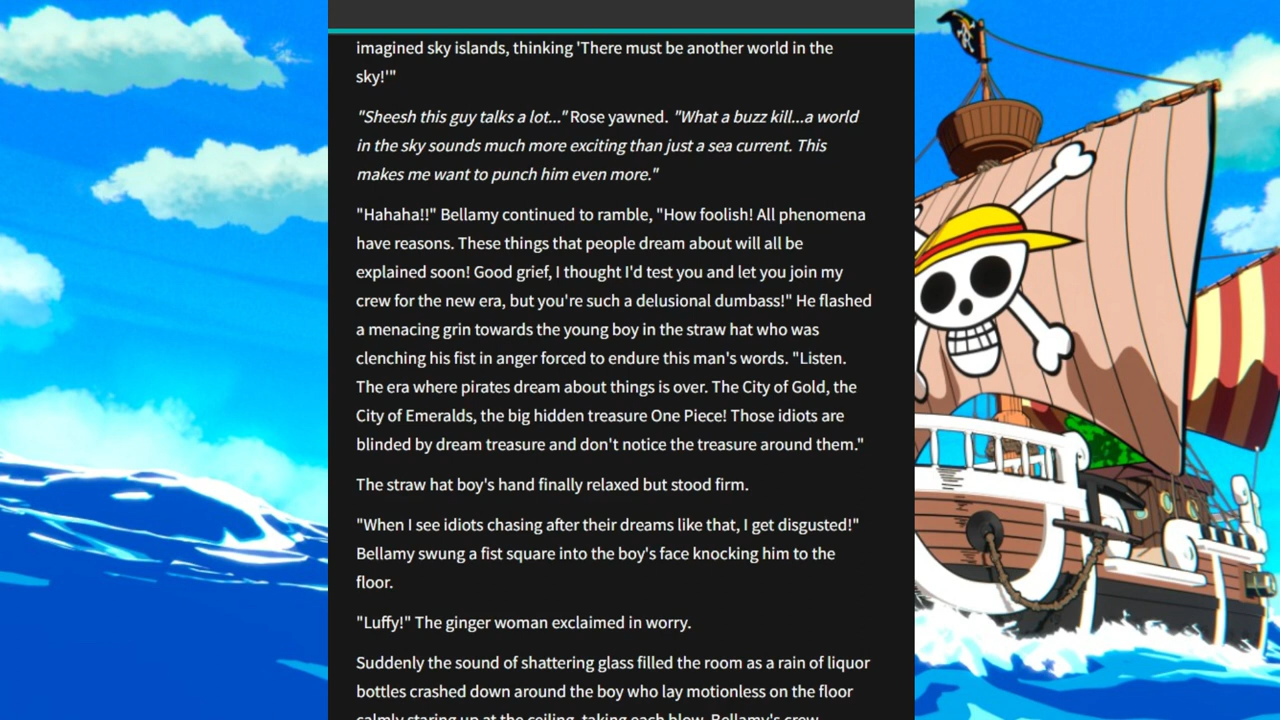 imagined sky islands, thinking 'There must be another world in the
sky!'"
"Sheesh this guy talks a lot..." Rose yawned. "What a buzz kill...a world
in the sky sounds much more exciting than just a sea current. This
makes me want to punch him even more."
"Hahaha!!" Bellamy continued to ramble, "How foolish! All phenomena
have reasons. These things that people dream about will all be
explained soon! Good grief, I thought I'd test you and let you join my
crew for the new era, but you're such a delusional dumbass!" He flashed
a menacing grin towards the young boy in the straw hat who was
clenching his fist in anger forced to endure this man's words. "Listen.
The era where pirates dream about things is over. The City of Gold, the
City of Emeralds, the big hidden treasure One Piece! Those idiots are
blinded by dream treasure and don't notice the treasure around them."
The straw hat boy's hand finally relaxed but stood firm.
"When I see idiots chasing after their dreams like that, I get disgusted!"
Bellamy swung a fist square into the boy's face knocking him to the
floor.
"Luffy!" The ginger woman exclaimed in worry.
Suddenly the sound of shattering glass filled the room as a rain of liquor
bottles crashed down around the boy who lay motionless on the floor
calmly staring up at the ceiling, taking each blow. Bellamy's crew